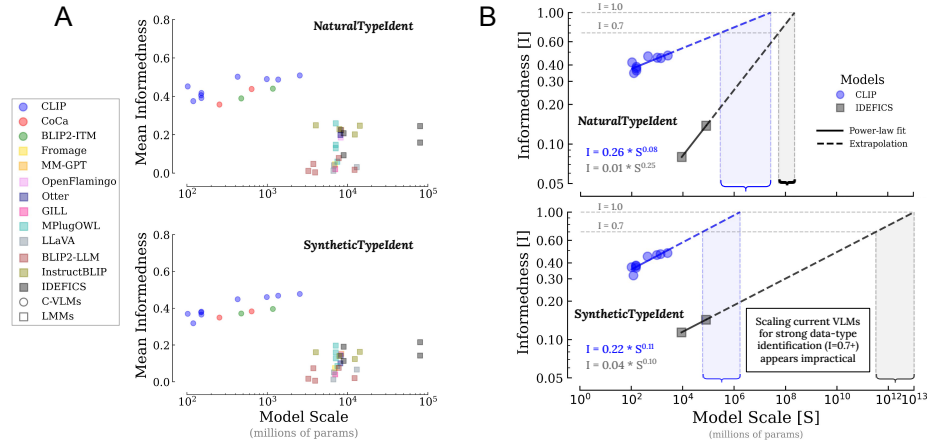 A
NaturalTypeIdent
Mean Informedness
0.8
0.6
0.4
0.2
0.0
10²
10³
10⁴
10⁵
CLIP
CoCa
BLIP2-ITM
Fromage
MM-GPT
OpenFlamingo
Otter
GILL
MPlugOWL
LLaVA
BLIP2-LLM
InstructBLIP
IDEFICS
C-VLMs
LMMs
SyntheticTypeIdent
Mean Informedness
0.8
0.6
0.4
0.2
0.0
10²
10³
10⁴
10⁵
Model Scale
(millions of params)
B
Informedness [I]
1.00
0.60
0.40
0.30
0.20
0.10
0.05
I = 1.0
I = 0.7
NaturalTypeIdent
I = 0.26 * S^0.08
I = 0.01 * S^0.25
Models
CLIP
IDEFICS
Power-law fit
Extrapolation
Informedness [I]
1.00
0.60
0.40
0.20
0.10
0.05
I = 1.0
I = 0.7
SyntheticTypeIdent
I = 0.22 * S^0.11
I = 0.04 * S^0.10
Scaling current VLMs
for strong data-type
identification (I=0.7+)
appears impractical
10⁰
10²
10⁴
10⁶
10⁸
10¹⁰
10¹²
10¹³
Model Scale [S]
(millions of params)